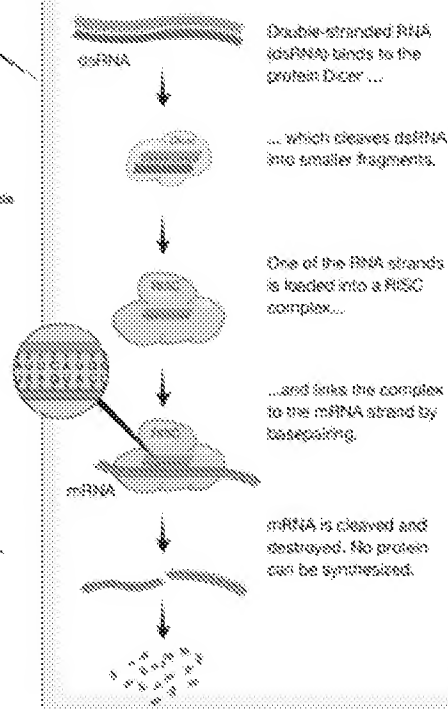 Double-stranded RNA
(dsRNA) binds to the
protein Dicer ...
dsRNA
... which cleaves dsRNA
into smaller fragments.
One of the RNA strands
is loaded into a RISC
complex...
RISC
...and links the complex
to the mRNA strand by
basepairing.
RISC
mRNA
mRNA is cleaved and
destroyed. No protein
can be synthesized.